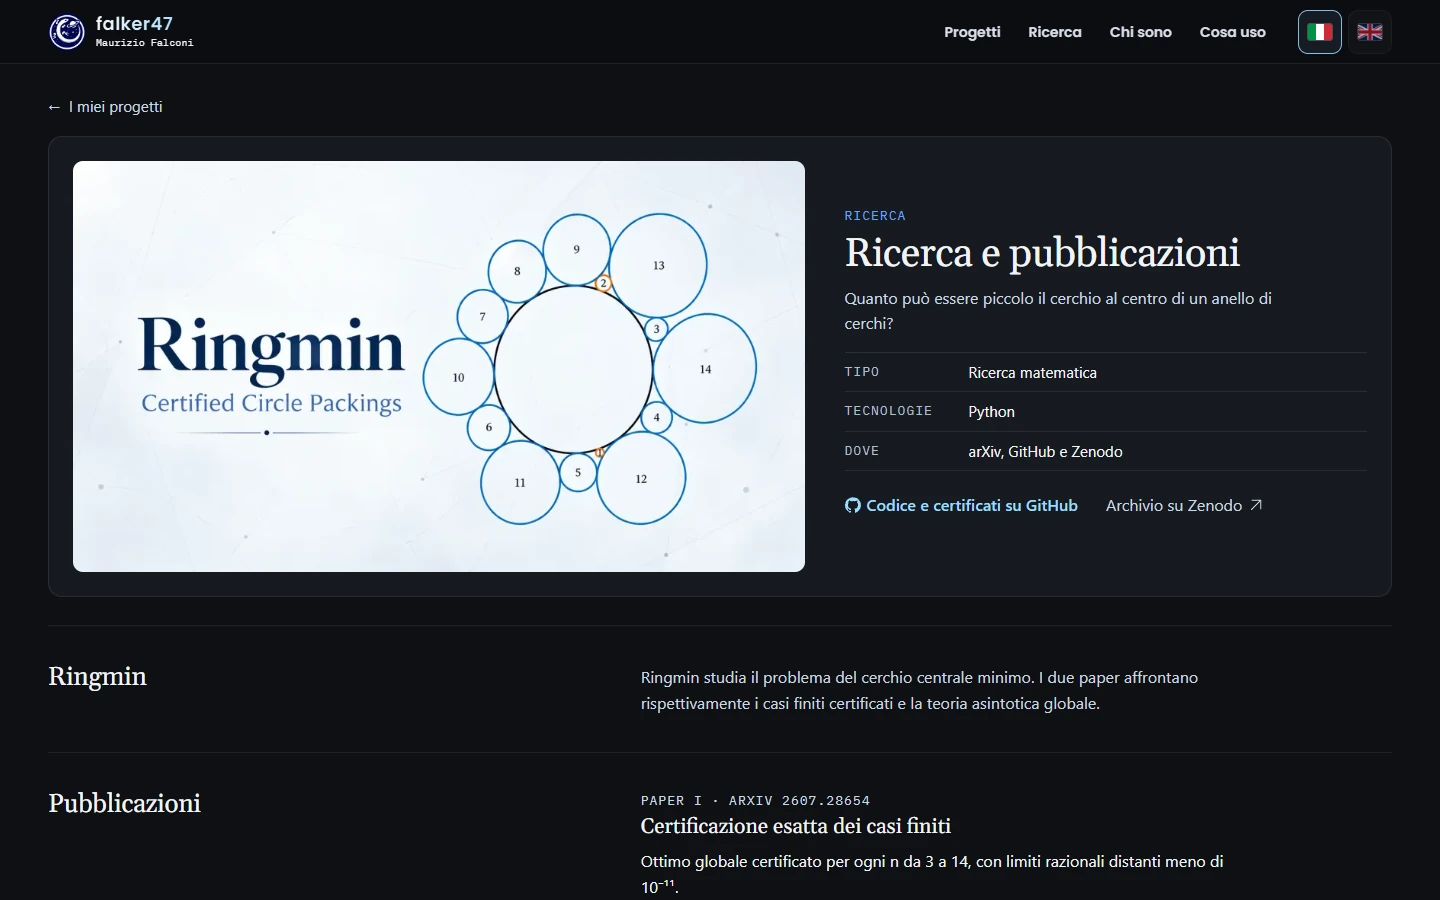 falker47
Maurizio Falconi
Progetti
Ricerca
Chi sono
Cosa uso
← I miei progetti
Ringmin
Certified Circle Packings
9
13
8
2
7
3
10
14
6
4
5
11
12
RICERCA
Ricerca e pubblicazioni
Quanto può essere piccolo il cerchio al centro di un anello di
cerchi?
TIPO Ricerca matematica
TECNOLOGIE Python
DOVE arXiv, GitHub e Zenodo
Codice e certificati su GitHub
Archivio su Zenodo ↗
Ringmin
Ringmin studia il problema del cerchio centrale minimo. I due paper affrontano
rispettivamente i casi finiti certificati e la teoria asintotica globale.
Pubblicazioni
PAPER I · ARXIV 2607.28654
Certificazione esatta dei casi finiti
Ottimo globale certificato per ogni n da 3 a 14, con limiti razionali distanti meno di
10⁻¹¹.